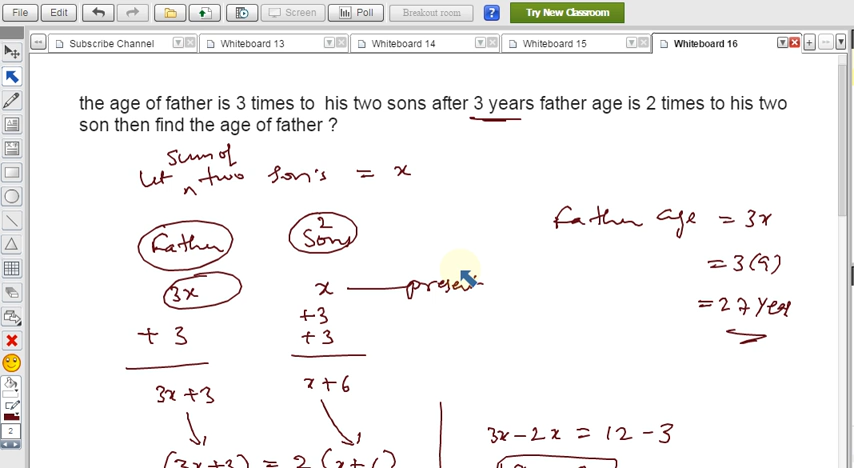 File Edit Screen Poll Breakout room Try New Classroom
Subscribe Channel Whiteboard 13 Whiteboard 14 Whiteboard 15 Whiteboard 16
the age of father is 3 times to his two sons after 3 years father age is 2 times to his two
son then find the age of father ?
sum of
Let two son's = x
Father 2 Sons
Father age = 3x
= 3(9)
= 27 year
3x x present
+3
+ 3 +3
3x+3 x+6
3x-2x = 12-3
(3x+3) = 2 (x+6)
2